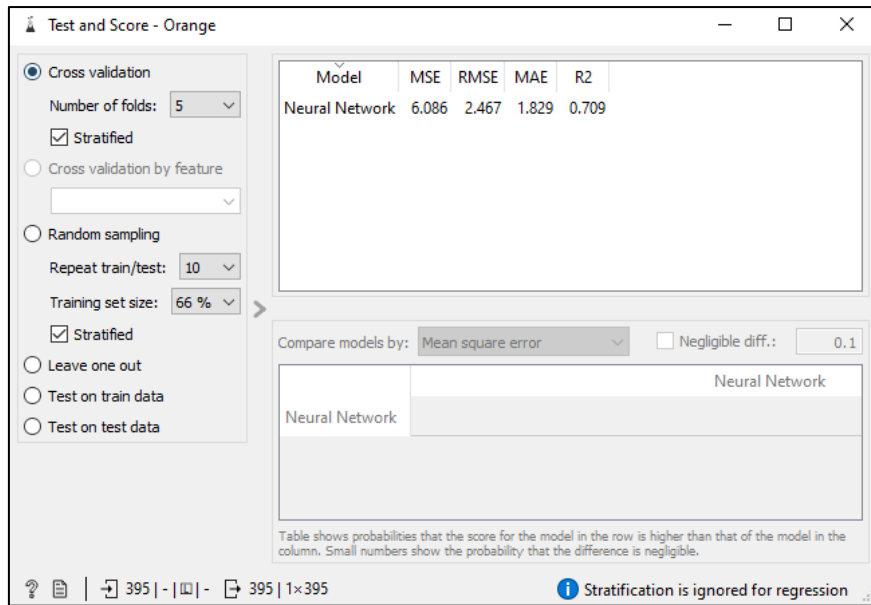 Test and Score - Orange
Cross validation
Number of folds: 5
Stratified
Cross validation by feature
Random sampling
Repeat train/test: 10
Training set size: 66 %
Stratified
Leave one out
Test on train data
Test on test data
Model MSE RMSE MAE R2
Neural Network 6.086 2.467 1.829 0.709
Compare models by: Mean square error Negligible diff.: 0.1
Neural Network
Neural Network
Table shows probabilities that the score for the model in the row is higher than that of the model in the
column. Small numbers show the probability that the difference is negligible.
? 395 | - | - 395 | 1×395 Stratification is ignored for regression